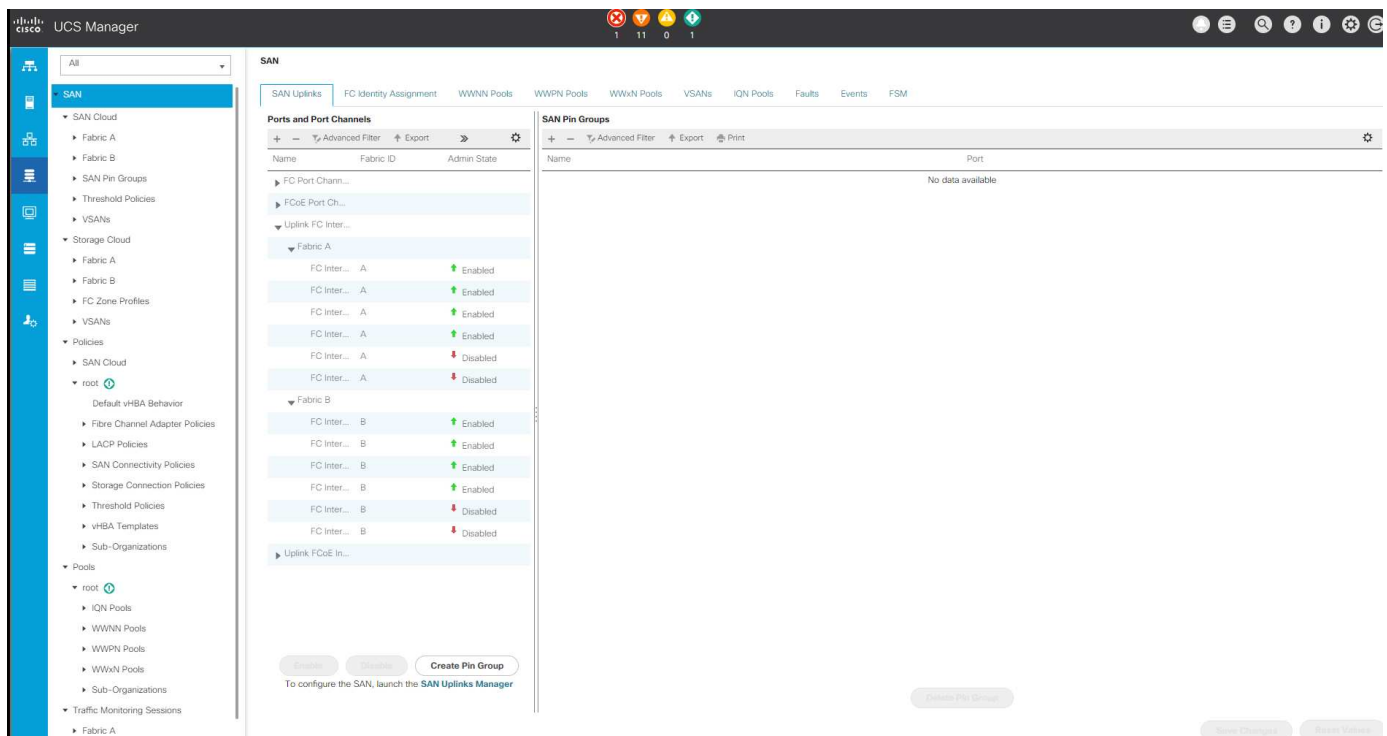 cisco UCS Manager
1 11 0 1
All
SAN
SAN Cloud
Fabric A
Fabric B
SAN Pin Groups
Threshold Policies
VSANs
Storage Cloud
Fabric A
Fabric B
FC Zone Profiles
VSANs
Policies
SAN Cloud
root
Default vHBA Behavior
Fibre Channel Adapter Policies
LACP Policies
SAN Connectivity Policies
Storage Connection Policies
Threshold Policies
vHBA Templates
Sub-Organizations
Pools
root
IQN Pools
WWNN Pools
WWPN Pools
WWxN Pools
Sub-Organizations
Traffic Monitoring Sessions
Fabric A
SAN
SAN Uplinks FC Identity Assignment WWNN Pools WWPN Pools WWxN Pools VSANs IQN Pools Faults Events FSM
Ports and Port Channels
+ − Advanced Filter Export »
Name Fabric ID Admin State
FC Port Chann...
FCoE Port Ch...
Uplink FC Inter...
Fabric A
FC Inter... A Enabled
FC Inter... A Enabled
FC Inter... A Enabled
FC Inter... A Enabled
FC Inter... A Disabled
FC Inter... A Disabled
Fabric B
FC Inter... B Enabled
FC Inter... B Enabled
FC Inter... B Enabled
FC Inter... B Enabled
FC Inter... B Disabled
FC Inter... B Disabled
Uplink FCoE In...
Enable Disable Create Pin Group
To configure the SAN, launch the SAN Uplinks Manager
SAN Pin Groups
+ − Advanced Filter Export Print
Name Port
No data available
Delete Pin Group
Save Changes Reset Values